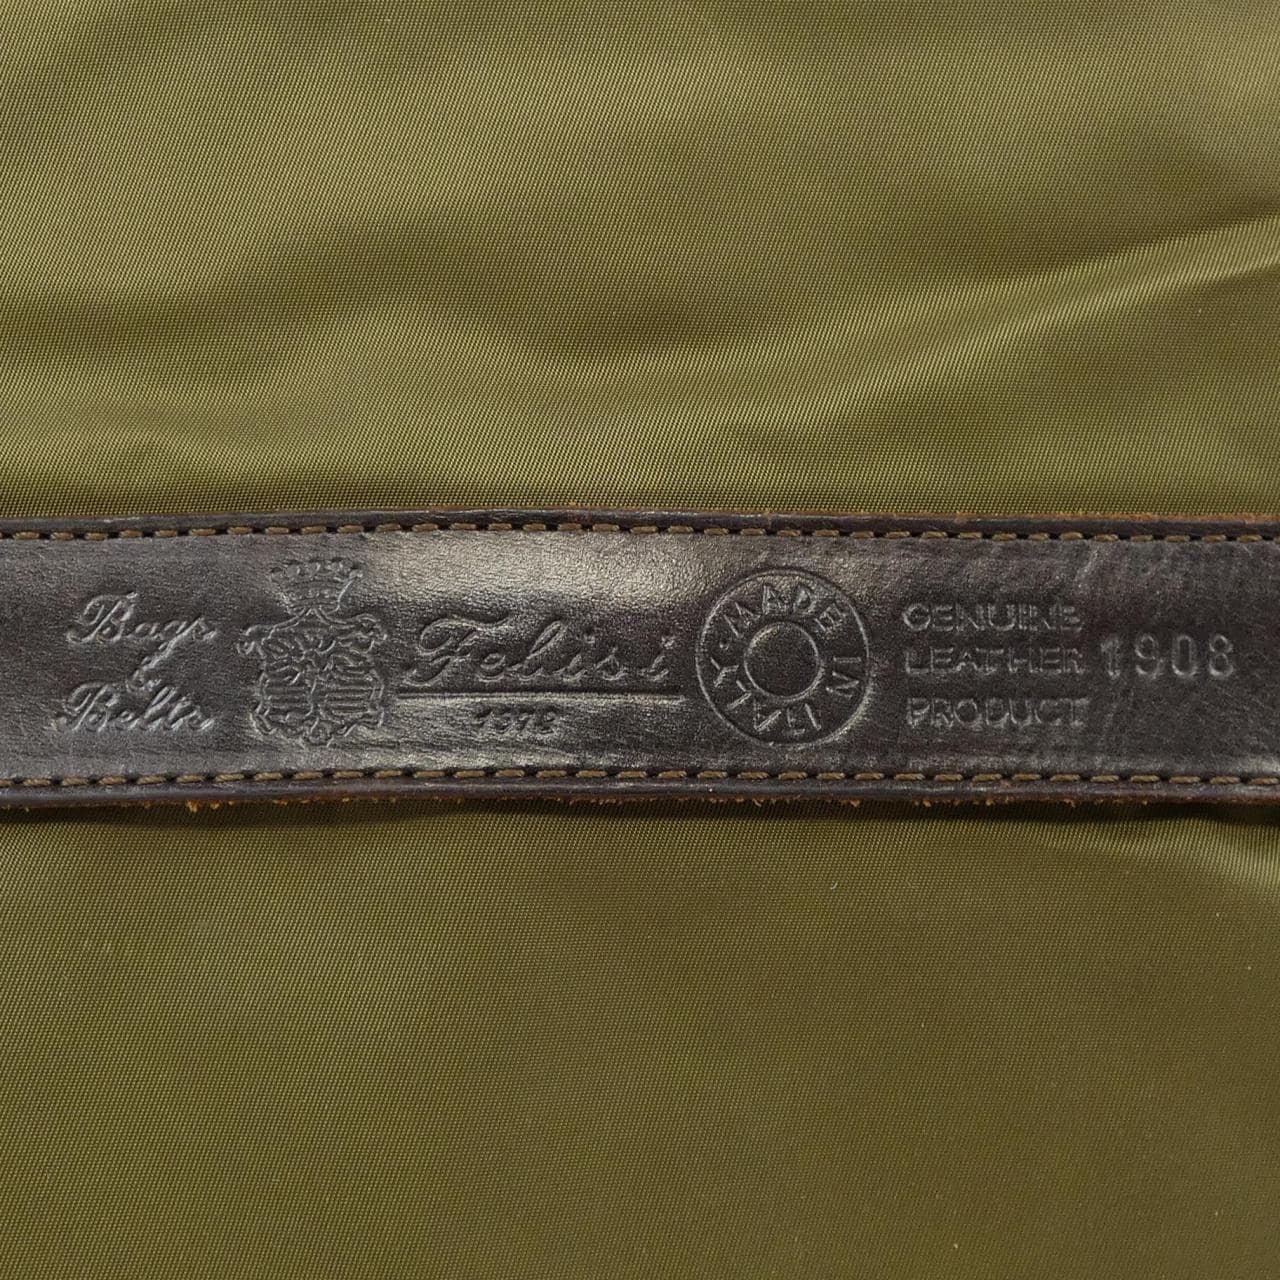 Bags
&
Belts
Felisi
1973
MADE IN ITALY
GENUINE
LEATHER
PRODUCT
1908